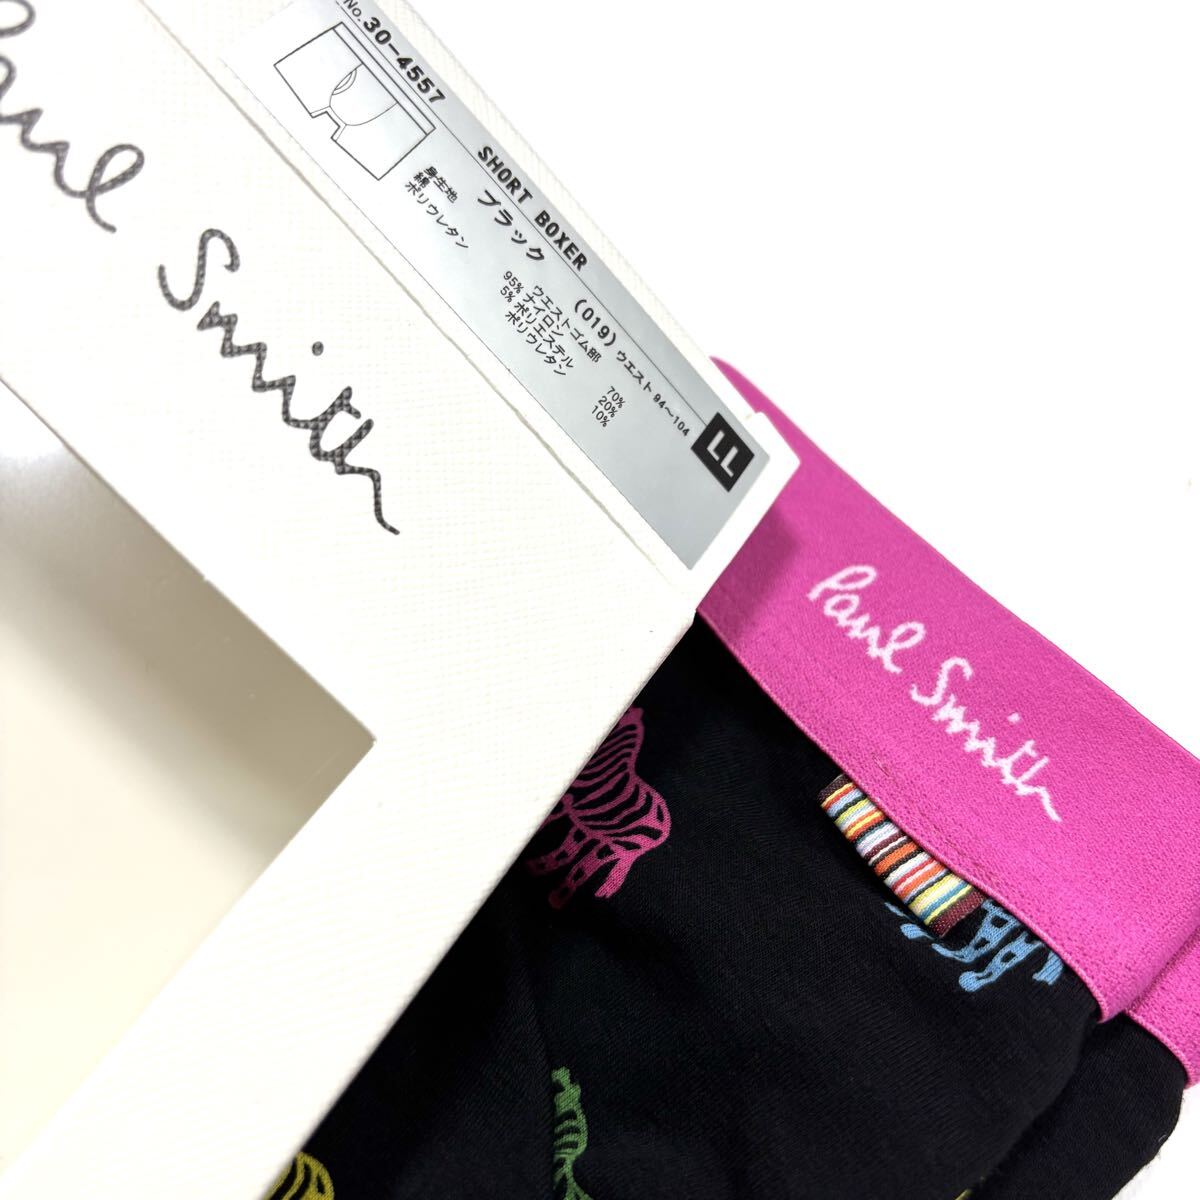 Paul Smith
No. 30-4557
SHORT BOXER
ブラック (019) ウエスト 94〜104
LL
身生地
綿 95%
ポリウレタン 5%
ウエストゴム部
ナイロン 70%
ポリエステル 20%
ポリウレタン 10%
Paul Smith